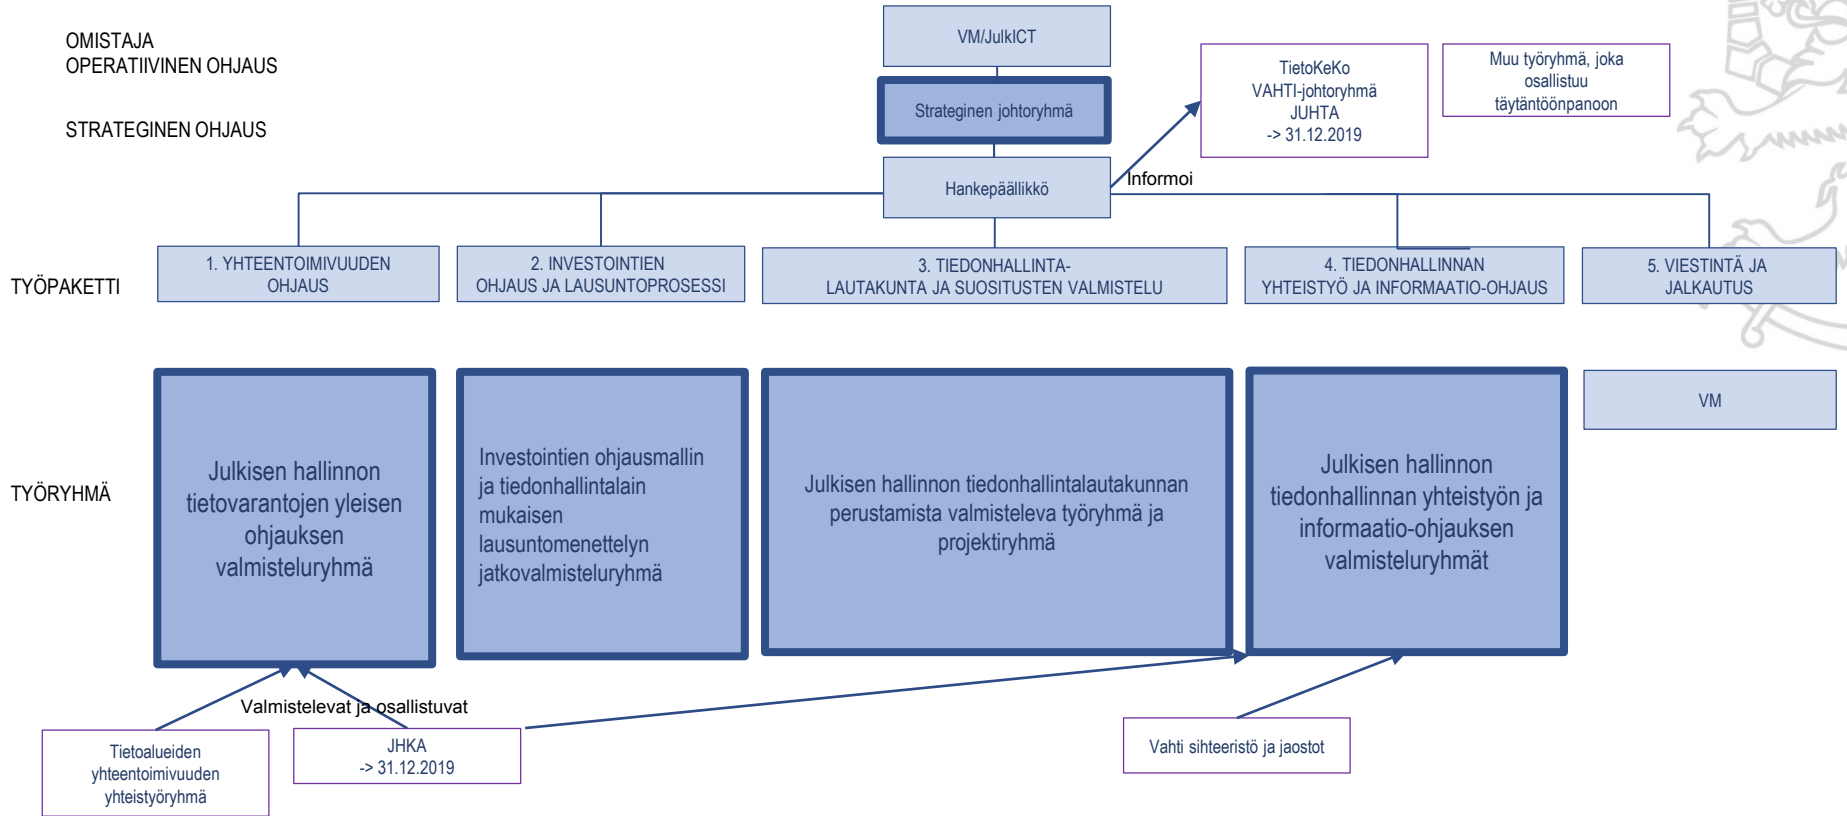 OMISTAJA
OPERATIIVINEN OHJAUS
STRATEGINEN OHJAUS
VM/JulkICT
Strateginen johtoryhmä
Hankepäällikkö
Informoi
TietoKeKo
VAHTI-johtoryhmä
JUHTA
-> 31.12.2019
Muu työryhmä, joka
osallistuu
täytäntöönpanoon
TYÖPAKETTI
1. YHTEENTOIMIVUUDEN
OHJAUS
2. INVESTOINTIEN
OHJAUS JA LAUSUNTOPROSESSI
3. TIEDONHALLINTA-
LAUTAKUNTA JA SUOSITUSTEN VALMISTELU
4. TIEDONHALLINNAN
YHTEISTYÖ JA INFORMAATIO-OHJAUS
5. VIESTINTÄ JA
JALKAUTUS
TYÖRYHMÄ
Julkisen hallinnon
tietovarantojen yleisen
ohjauksen
valmisteluryhmä
Investointien ohjausmallin
ja tiedonhallintalain
mukaisen
lausuntomenettelyn
jatkovalmisteluryhmä
Julkisen hallinnon tiedonhallintalautakunnan
perustamista valmisteleva työryhmä ja
projektiryhmä
Julkisen hallinnon
tiedonhallinnan yhteistyön ja
informaatio-ohjauksen
valmisteluryhmät
VM
Valmistelevat ja osallistuvat
Tietoalueiden
yhteentoimivuuden
yhteistyöryhmä
JHKA
-> 31.12.2019
Vahti sihteeristö ja jaostot